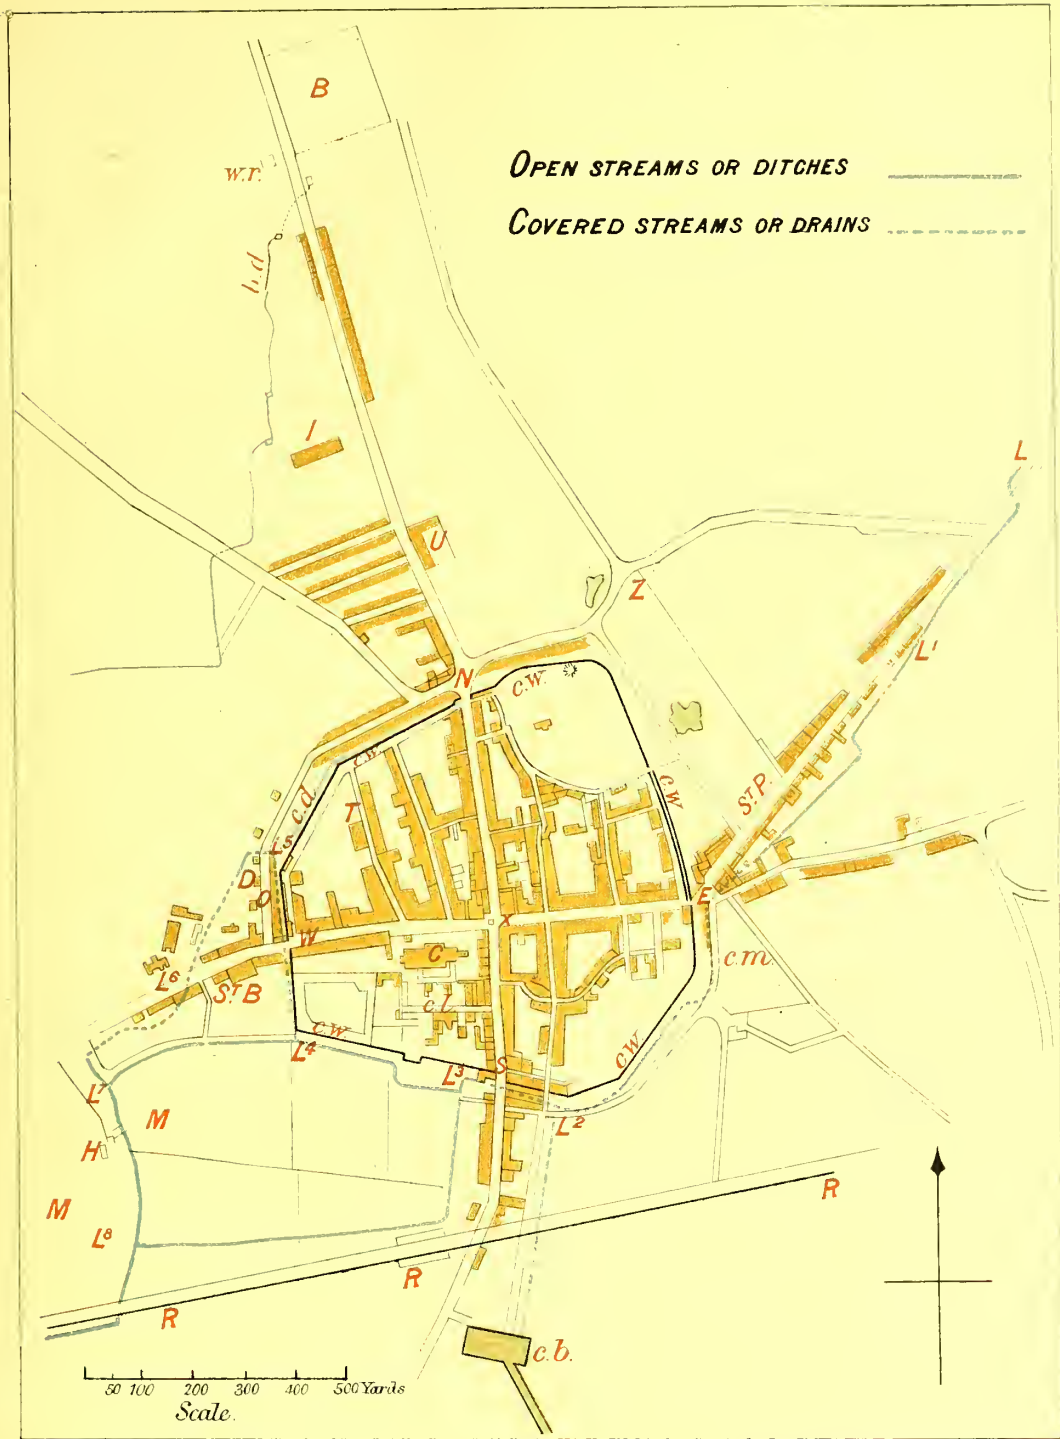 B
OPEN STREAMS OR DITCHES
w.r.
COVERED STREAMS OR DRAINS
b.d
I
L
U
Z
L¹
N
c.w.
c.w.
c.d.
c.w
Sᵀ P.
T
L5
D
O
E
X
W
C
c.m.
L⁶
Sᵀ B
c.l.
c.w
c.w
L⁴
L³
S
L⁷
M
L²
H
R
M
L⁸
R
R
c.b.
50 100 200 300 400 500 Yards
Scale.